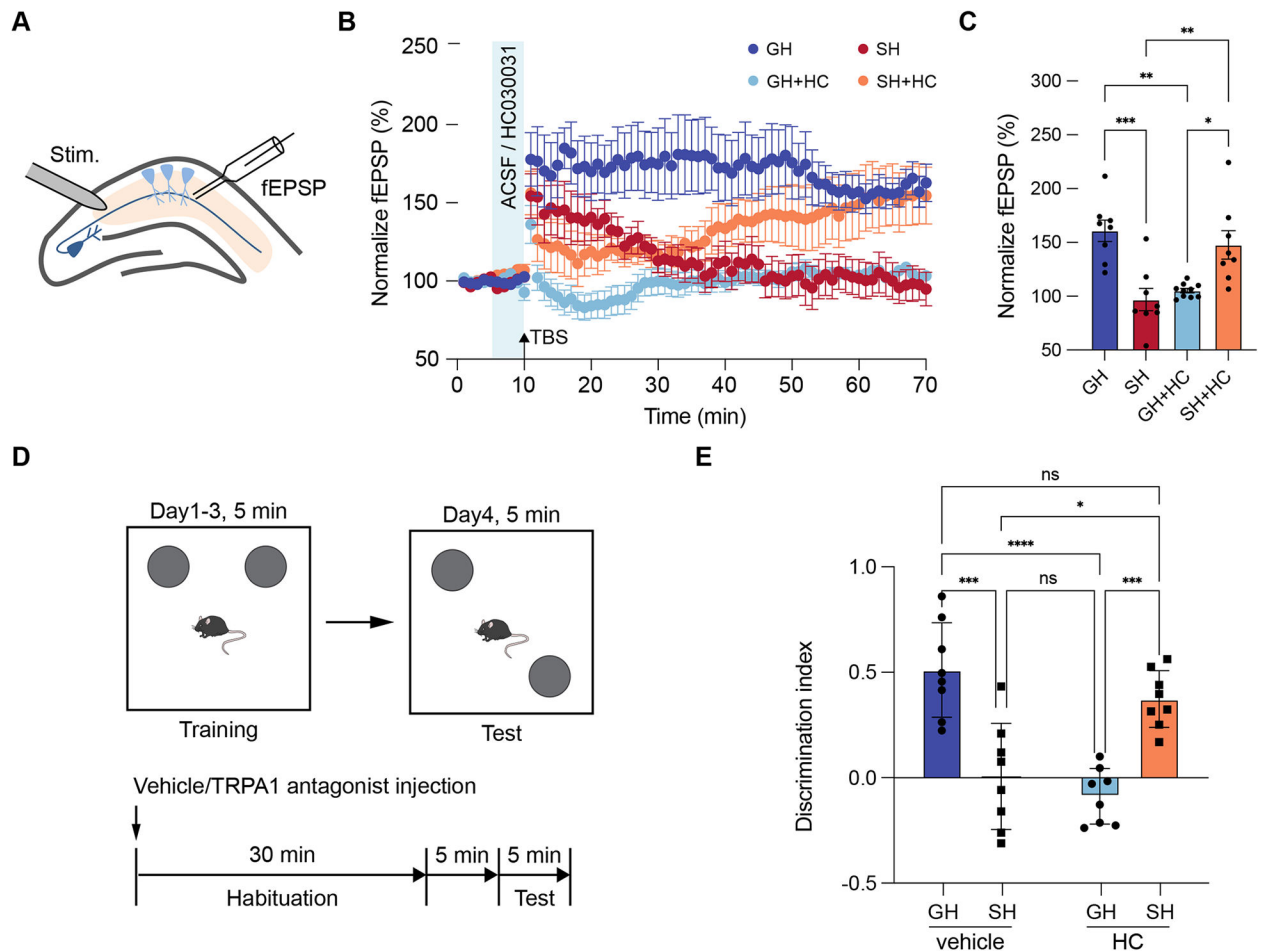 A
Stim.
fEPSP
B
Normalize fEPSP (%)
250
200
150
100
50
ACSF / HC030031
GH
SH
GH+HC
SH+HC
TBS
0
10
20
30
40
50
60
70
Time (min)
C
Normalize fEPSP (%)
300
250
200
150
100
50
**
**
***
*
GH
SH
GH+HC
SH+HC
D
Day1-3, 5 min
Day4, 5 min
Training
Test
Vehicle/TRPA1 antagonist injection
30 min
5 min
5 min
Habituation
Test
E
Discrimination index
1.0
0.5
0.0
-0.5
ns
*
****
***
ns
***
GH
SH
GH
SH
vehicle
HC